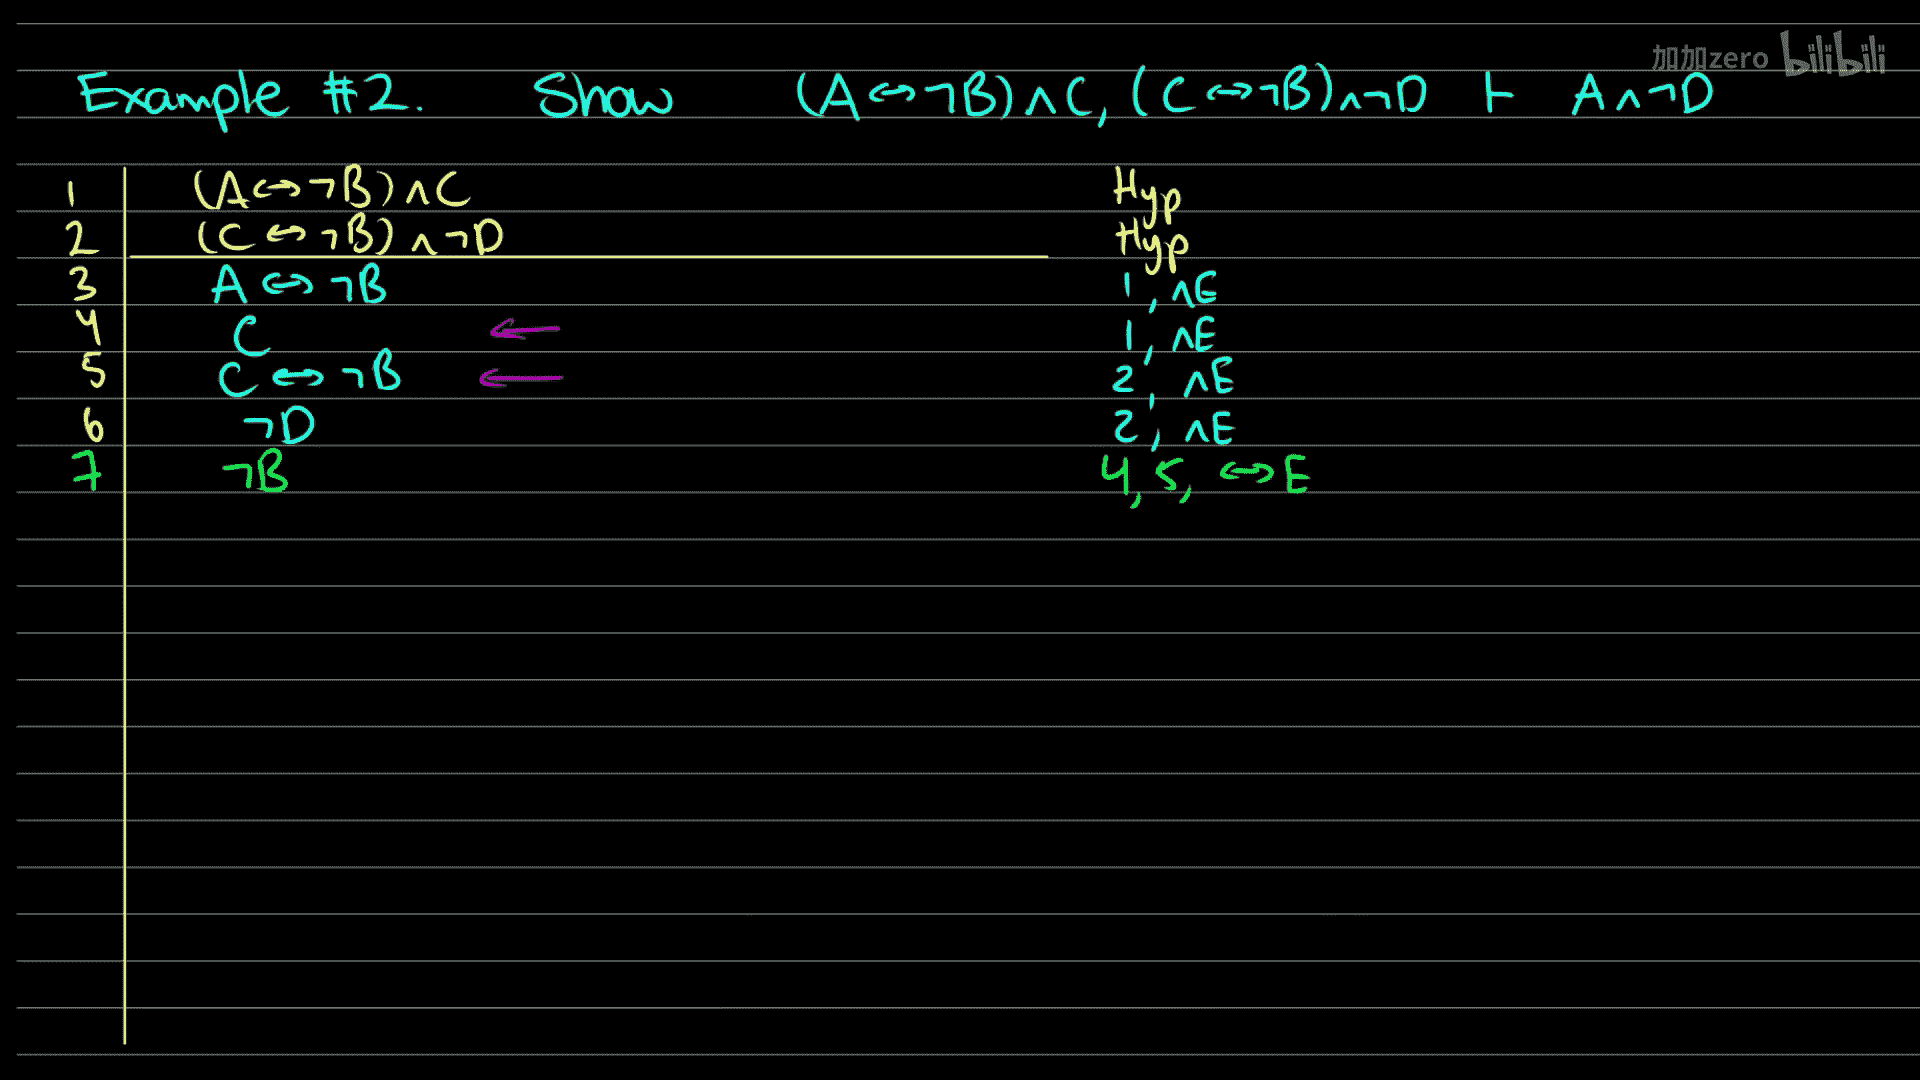 加加zero bilibili
Example #2. Show (A↔¬B)∧C, (C↔¬B)∧¬D ⊢ A∧¬D
1 (A↔¬B)∧C Hyp
2 (C↔¬B)∧¬D Hyp
3 A↔¬B 1, ∧E
4 C ← 1, ∧E
5 C↔¬B ← 2, ∧E
6 ¬D 2, ∧E
7 ¬B 4, 5, ↔E